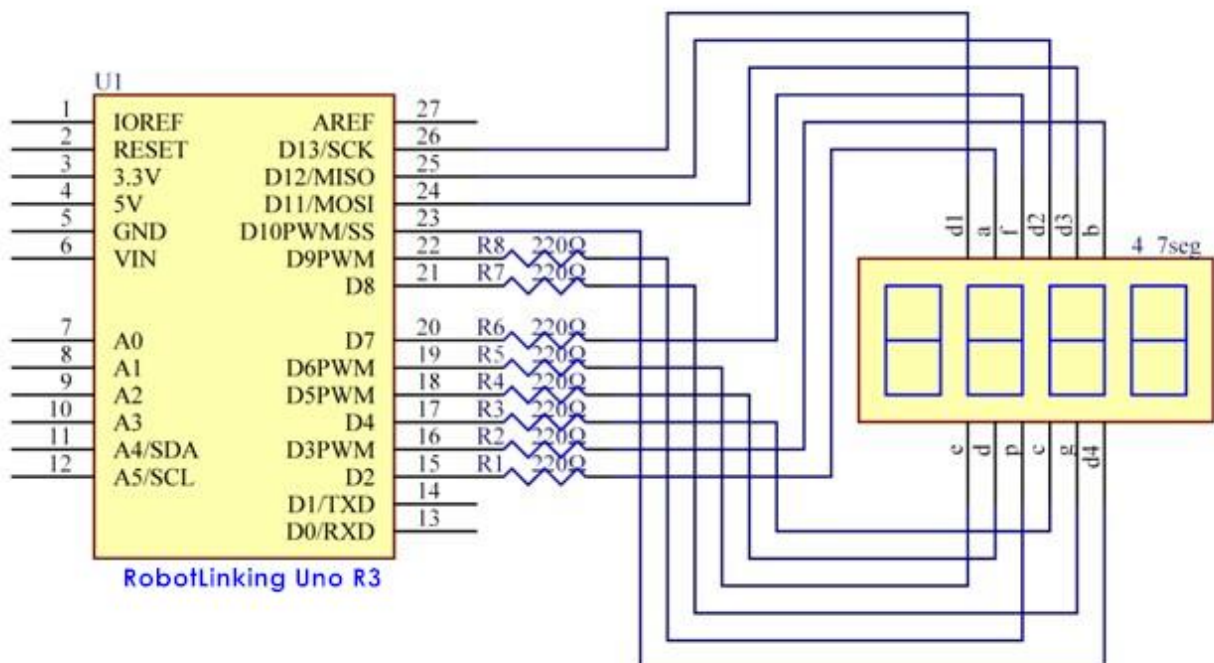 U1
1 IOREF AREF 27
2 RESET D13/SCK 26
3 3.3V D12/MISO 25
4 5V D11/MOSI 24
5 GND D10PWM/SS 23
6 VIN D9PWM 22 R8 220Ω
D8 21 R7 220Ω
7 A0 D7 20 R6 220Ω
8 A1 D6PWM 19 R5 220Ω
9 A2 D5PWM 18 R4 220Ω
10 A3 D4 17 R3 220Ω
11 A4/SDA D3PWM 16 R2 220Ω
12 A5/SCL D2 15 R1 220Ω
D1/TXD 14
D0/RXD 13
RobotLinking Uno R3
d1 a f d2 d3 b
4 7seg
e d p c g d4